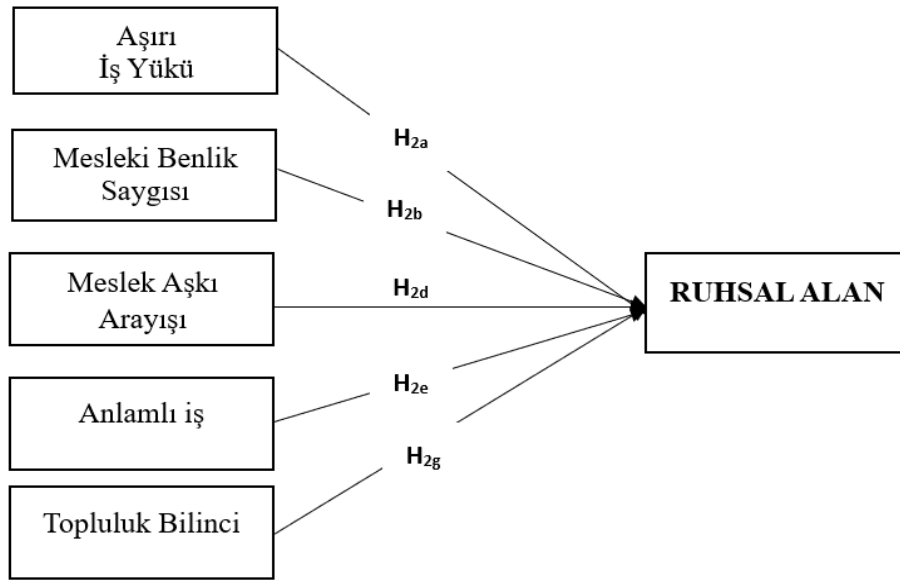 Aşırı
İş Yükü
H2a
Mesleki Benlik
Saygısı
H2b
Meslek Aşkı
Arayışı
H2d
RUHSAL ALAN
Anlamlı iş
H2e
H2g
Topluluk Bilinci